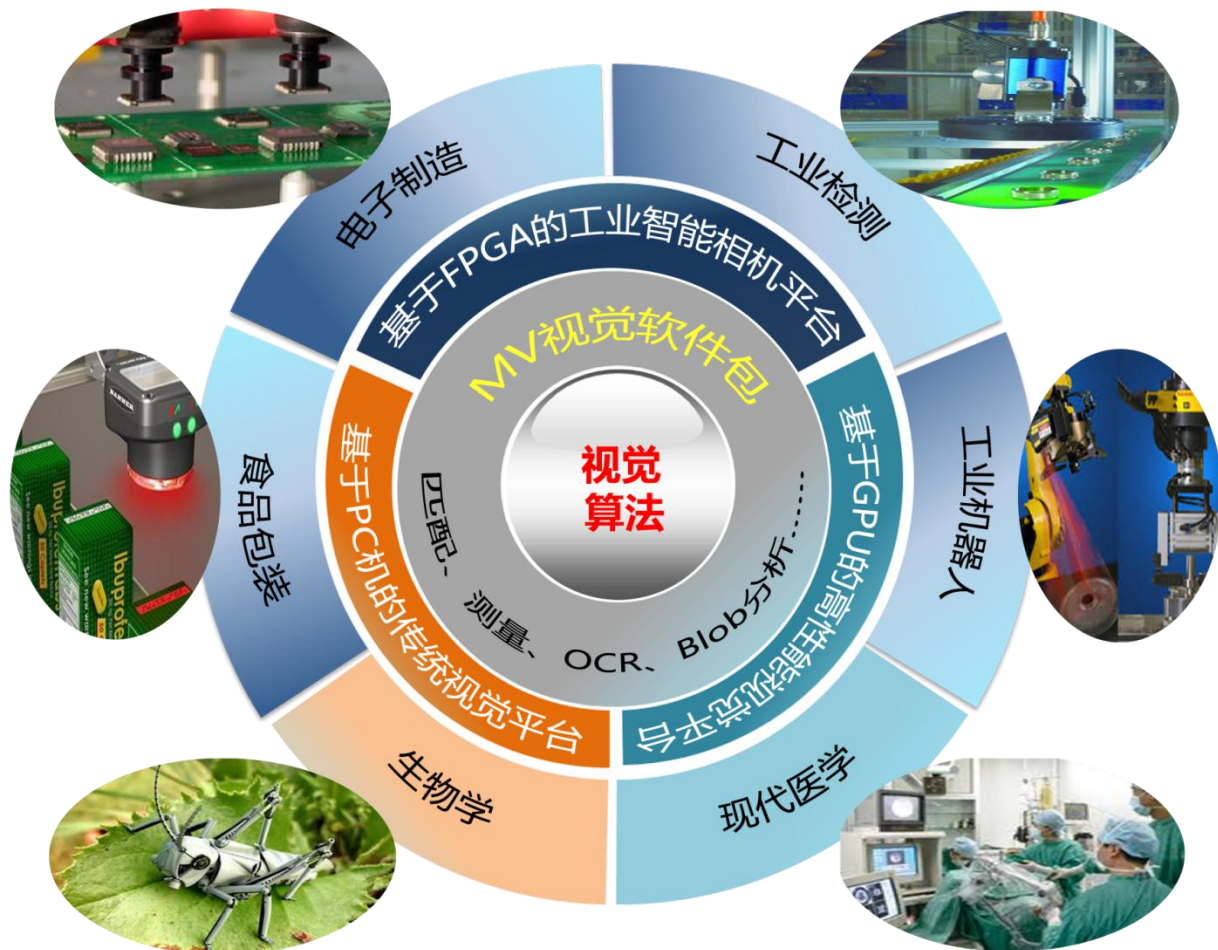 电子制造
工业检测
工业机器人
现代医学
生物学
食品包装
基于FPGA的工业智能相机平台
基于GPU的高性能视觉平台
基于PC机的传统视觉平台
MV视觉软件包
视觉
算法
匹配、测量、OCR、Blob分析……
BANNER
Ibuprofe
Ibuprofe